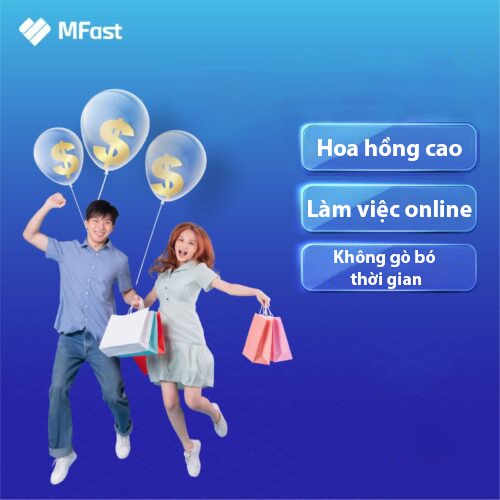 MFast
Hoa hồng cao
Làm việc online
Không gò bó
thời gian